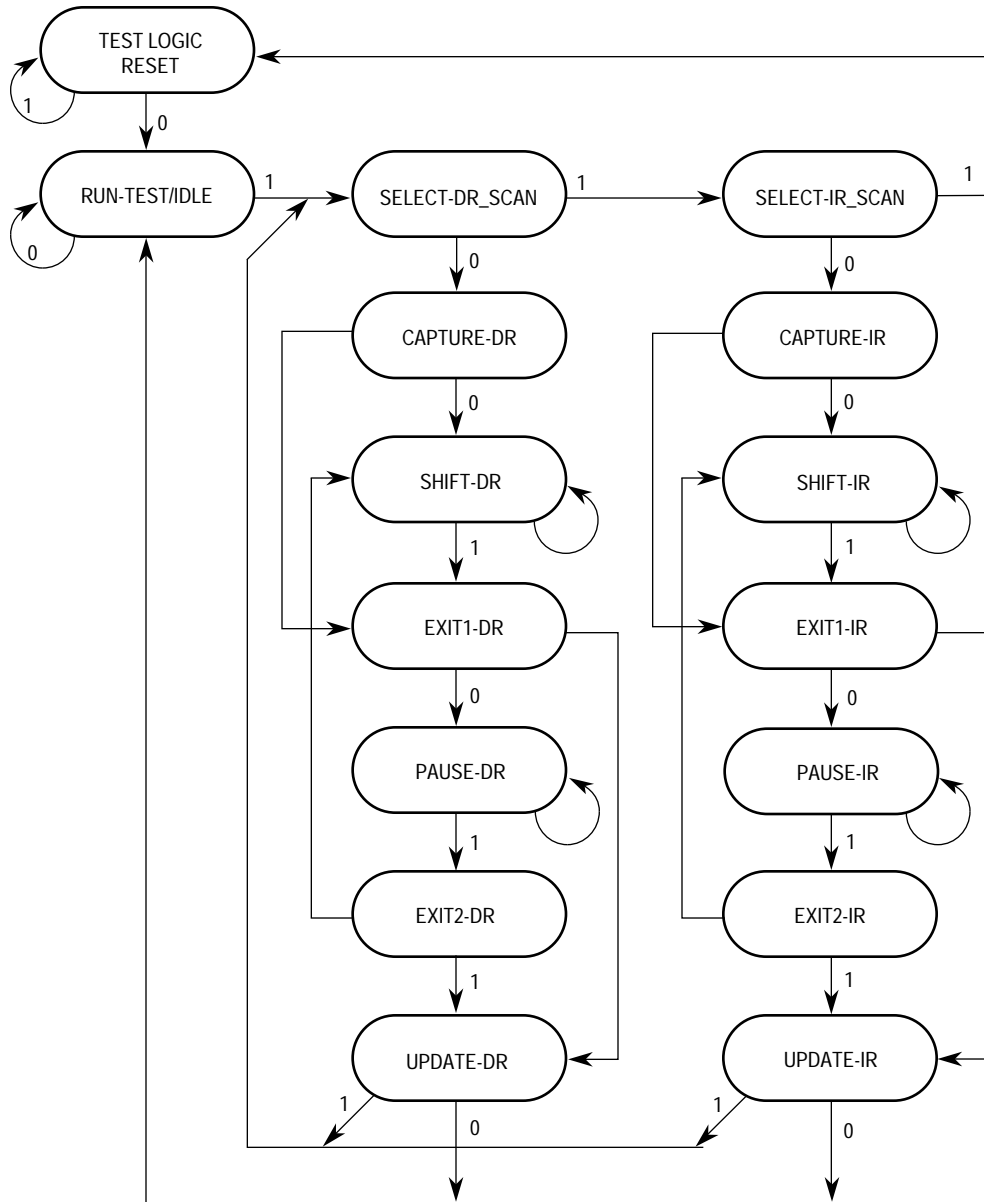 TEST LOGIC
RESET
1
0
RUN-TEST/IDLE
1
SELECT-DR_SCAN
1
SELECT-IR_SCAN
1
0
0
0
CAPTURE-DR
CAPTURE-IR
0
0
SHIFT-DR
SHIFT-IR
1
1
EXIT1-DR
EXIT1-IR
0
0
PAUSE-DR
PAUSE-IR
1
1
EXIT2-DR
EXIT2-IR
1
1
UPDATE-DR
UPDATE-IR
1
0
1
0